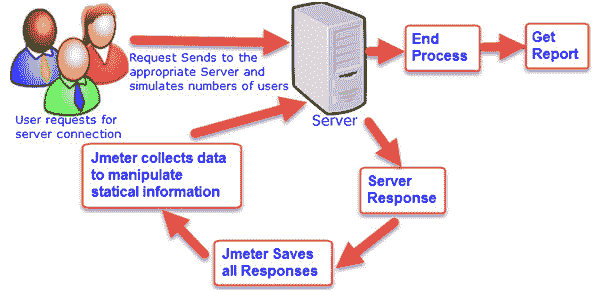 User requests for
server connection
Request Sends to the
appropriate Server and
simulates numbers of users
Server
End
Process
Get
Report
Server
Response
Jmeter Saves
all Responses
Jmeter collects data
to manipulate
statical information